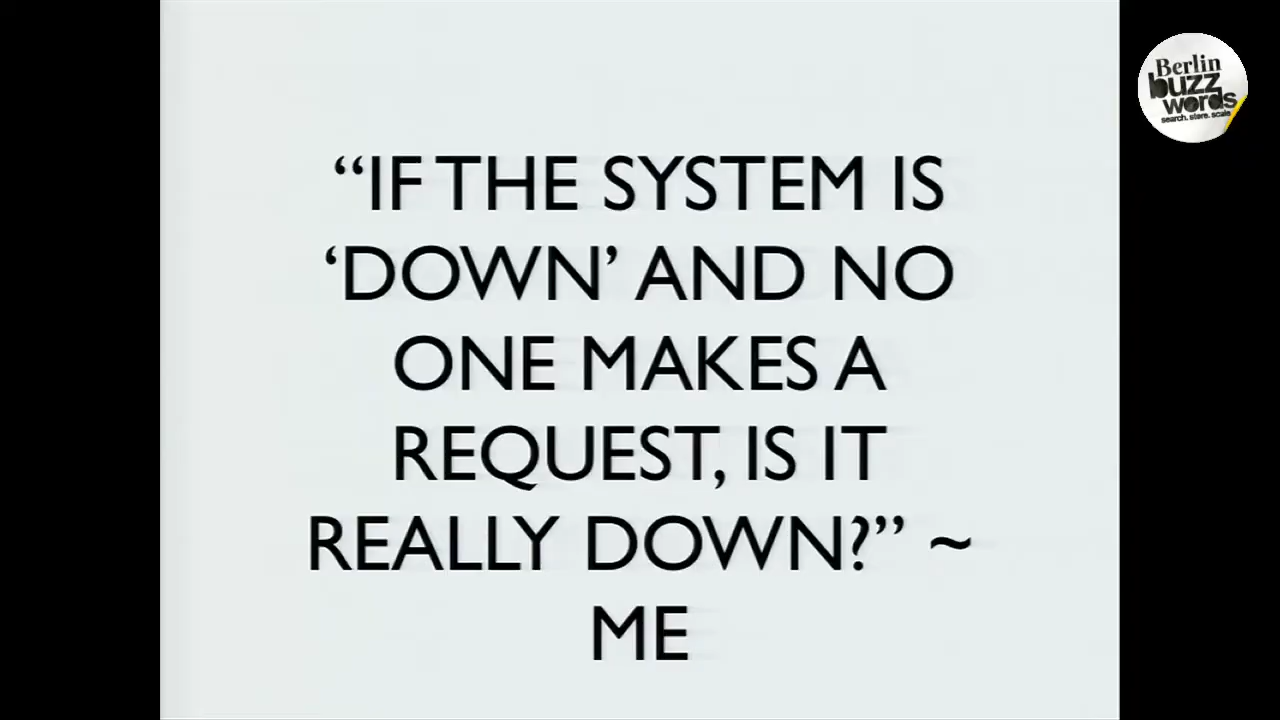 “IF THE SYSTEM IS
‘DOWN’ AND NO
ONE MAKES A
REQUEST, IS IT
REALLY DOWN?” ~
ME
Berlin
buzz
words
search. store. scale